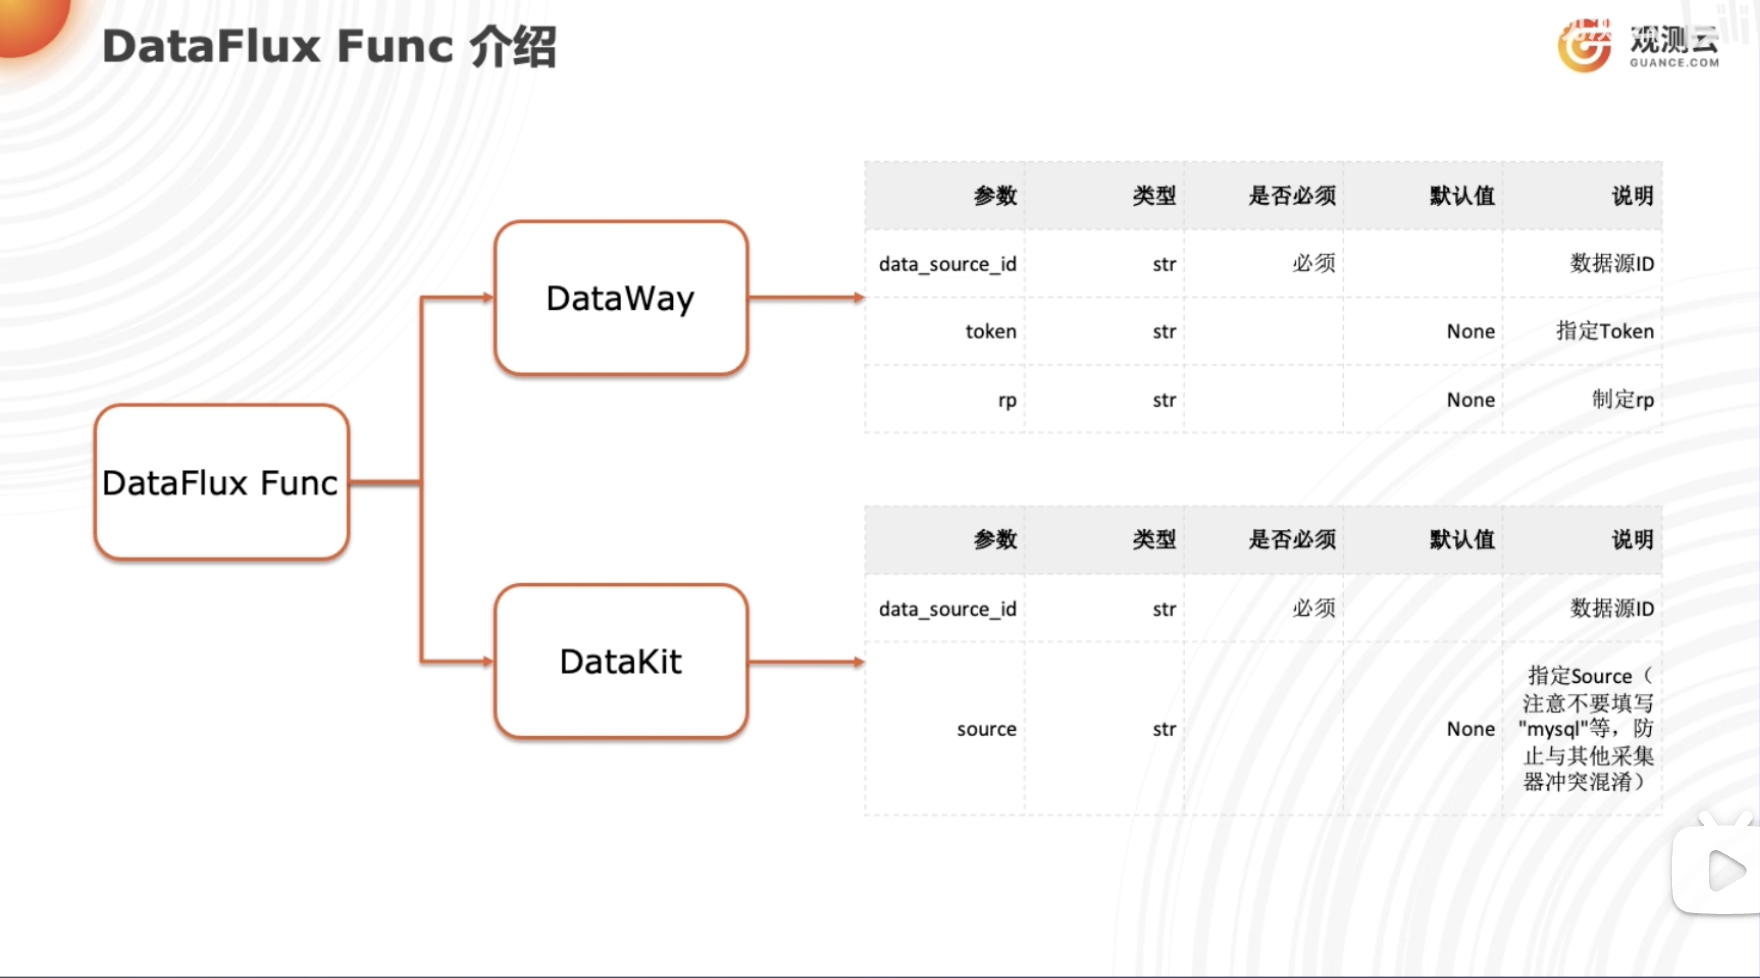 DataFlux Func 介绍
观测云
GUANCE.COM
DataFlux Func
DataWay
DataKit
参数 类型 是否必须 默认值 说明
data_source_id str 必须 数据源ID
token str None 指定Token
rp str None 制定rp
参数 类型 是否必须 默认值 说明
data_source_id str 必须 数据源ID
source str None 指定Source（
注意不要填写
"mysql"等，防
止与其他采集
器冲突混淆）